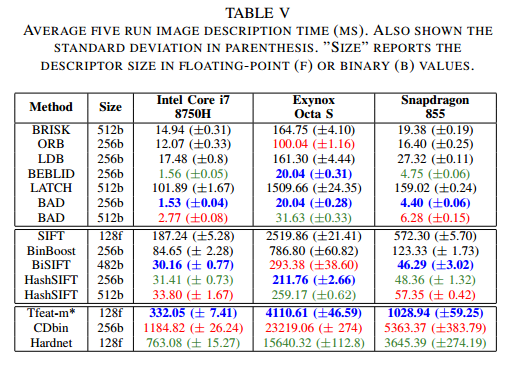 TABLE V
AVERAGE FIVE RUN IMAGE DESCRIPTION TIME (MS). ALSO SHOWN THE
STANDARD DEVIATION IN PARENTHESIS. "SIZE" REPORTS THE
DESCRIPTOR SIZE IN FLOATING-POINT (F) OR BINARY (B) VALUES.
Method Size Intel Core i7 8750H Exynox Octa S Snapdragon 855
BRISK 512b 14.94 (±0.31) 164.75 (±4.10) 19.38 (±0.19)
ORB 256b 12.07 (±0.33) 100.04 (±1.16) 16.40 (±0.25)
LDB 256b 17.48 (±0.8) 161.30 (±4.44) 27.32 (±0.11)
BEBLID 256b 1.56 (±0.05) 20.04 (±0.31) 4.75 (±0.06)
LATCH 512b 101.89 (±1.67) 1509.66 (±24.35) 159.02 (±0.24)
BAD 256b 1.53 (±0.04) 20.04 (±0.28) 4.40 (±0.06)
BAD 512b 2.77 (±0.08) 31.63 (±0.33) 6.28 (±0.15)
SIFT 128f 187.24 (±5.28) 2519.86 (±21.41) 572.30 (±5.70)
BinBoost 256b 84.65 (± 2.28) 786.80 (±60.82) 123.33 (± 1.73)
BiSIFT 482b 30.16 (± 0.77) 293.38 (±38.60) 46.29 (±3.02)
HashSIFT 256b 31.41 (± 0.73) 211.76 (±2.66) 48.36 (± 1.32)
HashSIFT 512b 33.80 (± 1.67) 259.17 (±0.62) 57.35 (± 0.42)
Tfeat-m* 128f 332.05 (± 7.41) 4110.61 (±46.59) 1028.94 (±59.25)
CDbin 256b 1184.82 (± 26.24) 23219.06 (± 274) 5363.37 (±383.79)
Hardnet 128f 763.08 (± 15.27) 15640.32 (±112.8) 3645.39 (±274.19)